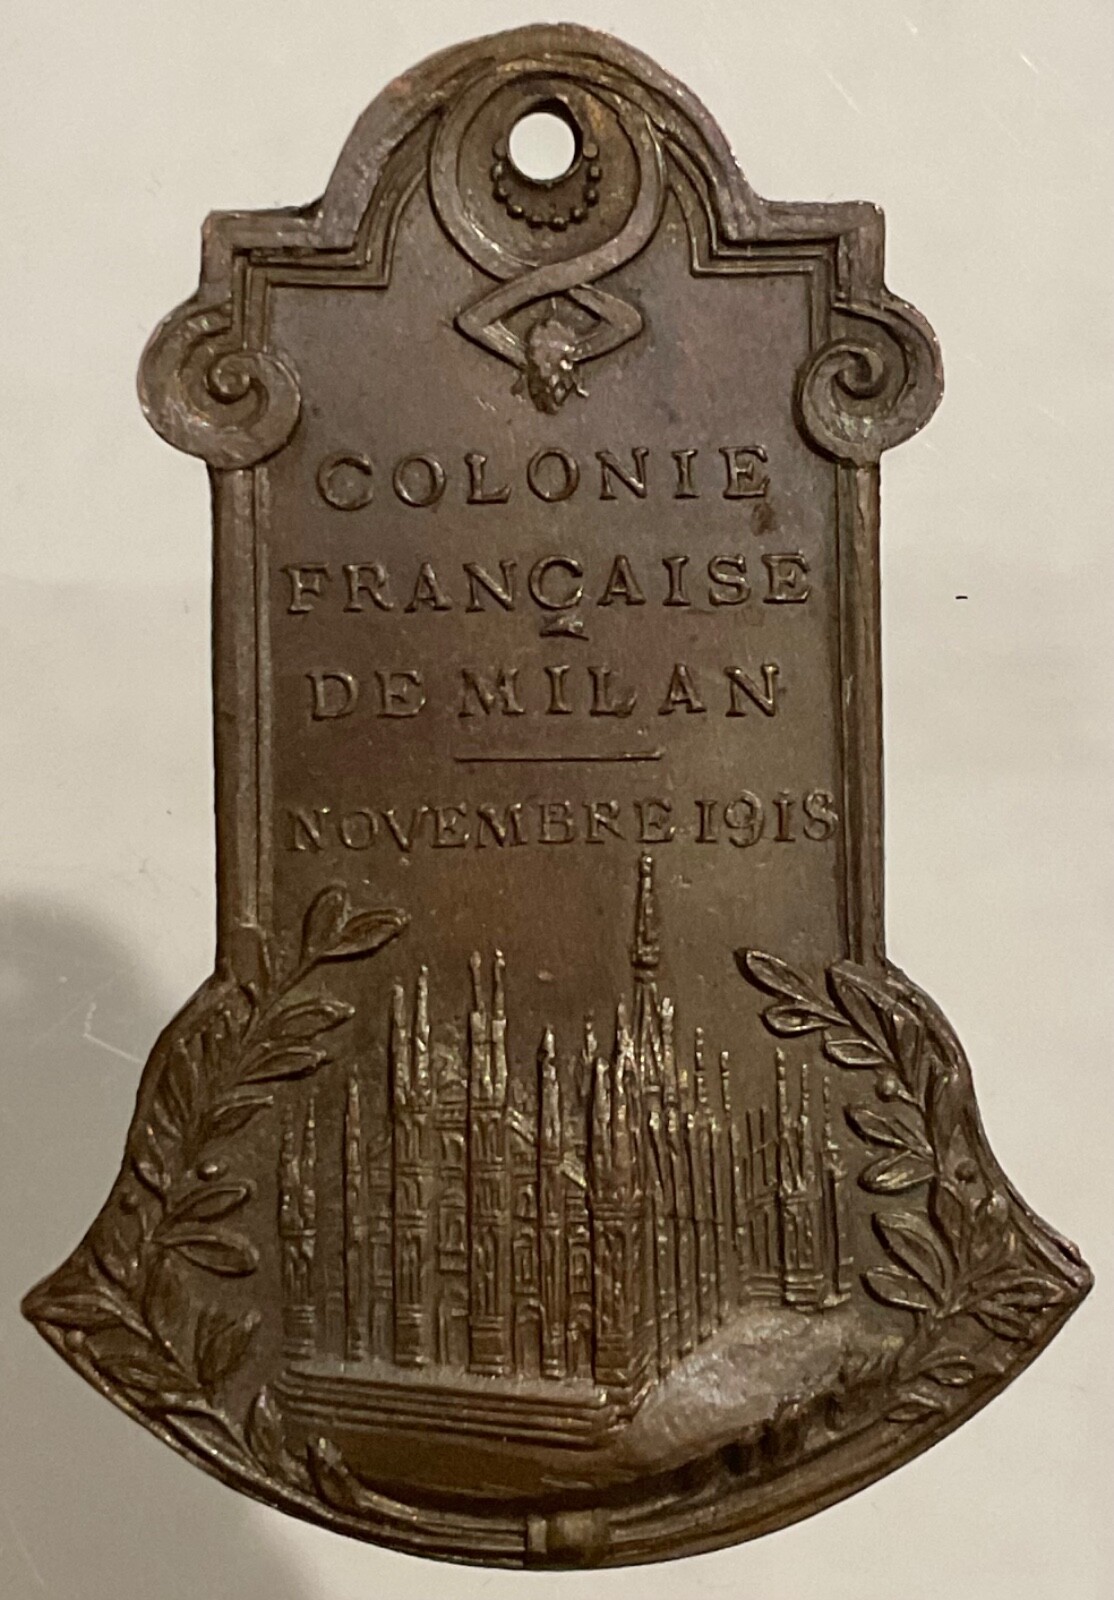 COLONIE
FRANÇAISE
DE MILAN
NOVEMBRE 1918